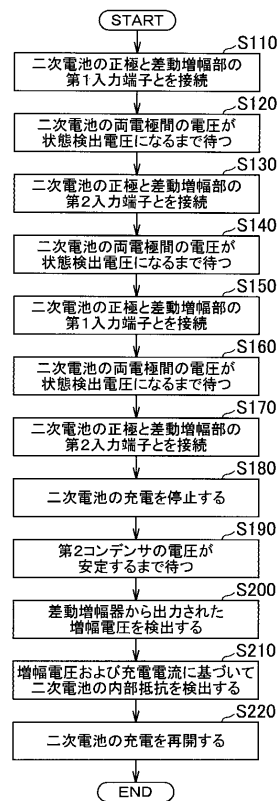 START
S110
二次電池の正極と差動増幅部の
第1入力端子とを接続
S120
二次電池の両電極間の電圧が
状態検出電圧になるまで待つ
S130
二次電池の正極と差動増幅部の
第2入力端子とを接続
S140
二次電池の両電極間の電圧が
状態検出電圧になるまで待つ
S150
二次電池の正極と差動増幅部の
第1入力端子とを接続
S160
二次電池の両電極間の電圧が
状態検出電圧になるまで待つ
S170
二次電池の正極と差動増幅部の
第2入力端子とを接続
S180
二次電池の充電を停止する
S190
第2コンデンサの電圧が
安定するまで待つ
S200
差動増幅器から出力された
増幅電圧を検出する
S210
増幅電圧および充電電流に基づいて
二次電池の内部抵抗を検出する
S220
二次電池の充電を再開する
END